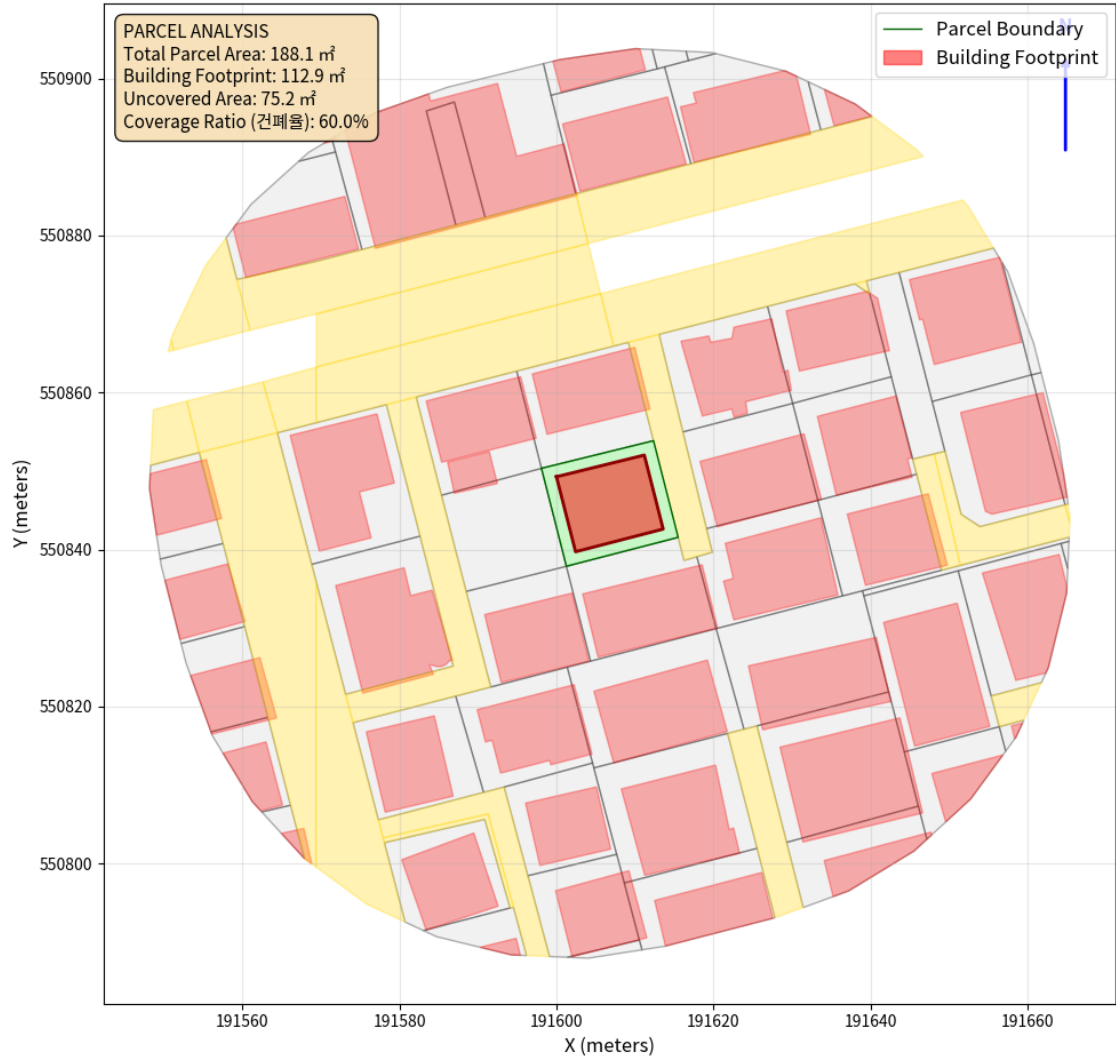 PARCEL ANALYSIS
Total Parcel Area: 188.1 ㎡
Building Footprint: 112.9 ㎡
Uncovered Area: 75.2 ㎡
Coverage Ratio (건폐율): 60.0%
N
Parcel Boundary
Building Footprint
Y (meters)
550900
550880
550860
550840
550820
550800
191560
191580
191600
191620
191640
191660
X (meters)